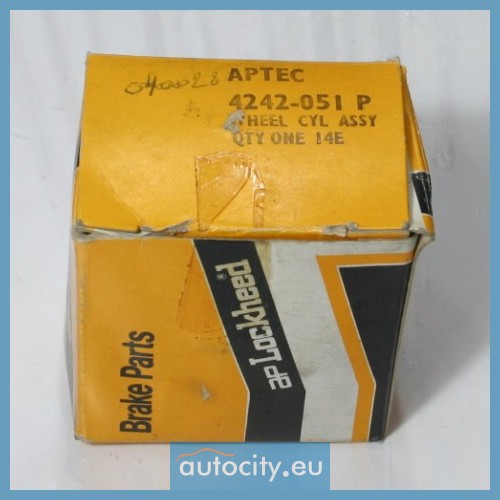 040028 APTEC
4242-051 P
WHEEL CYL ASSY
QTY ONE 14E
Brake Parts
ap Lockheed®
autocity.eu